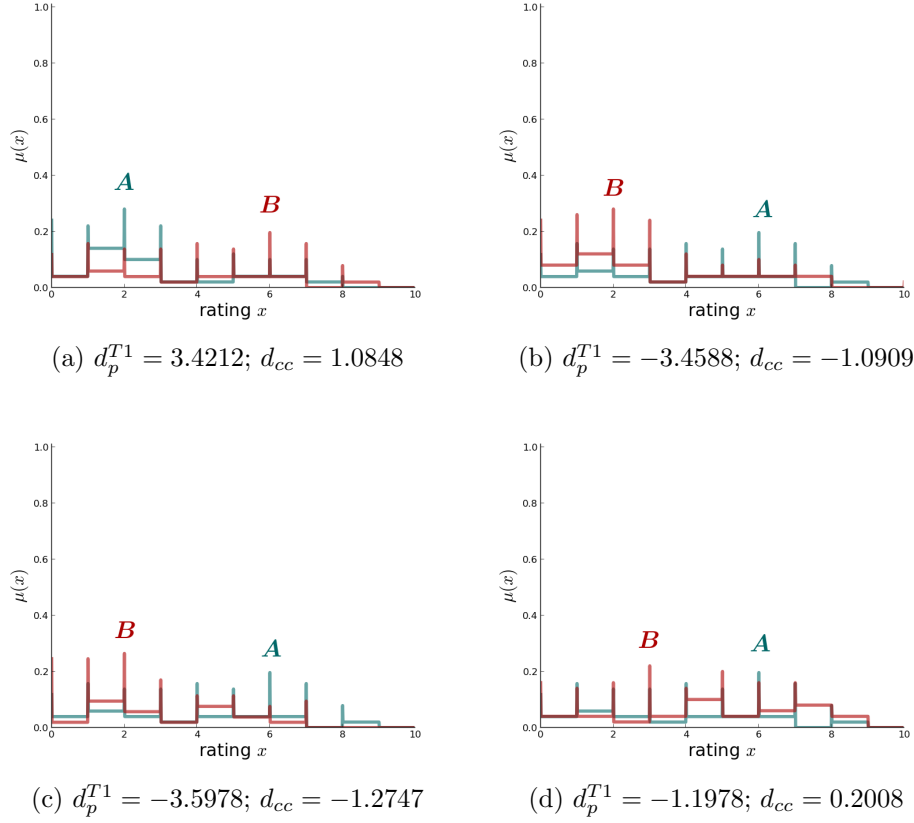 1.0
0.8
0.6
0.4
0.2
0.0
μ(x)
A
B
0 2 4 6 8 10
rating x
(a) d_p^{T1} = 3.4212; d_{cc} = 1.0848
1.0
0.8
0.6
0.4
0.2
0.0
μ(x)
B
A
0 2 4 6 8 10
rating x
(b) d_p^{T1} = −3.4588; d_{cc} = −1.0909
1.0
0.8
0.6
0.4
0.2
0.0
μ(x)
B
A
0 2 4 6 8 10
rating x
(c) d_p^{T1} = −3.5978; d_{cc} = −1.2747
1.0
0.8
0.6
0.4
0.2
0.0
μ(x)
B
A
0 2 4 6 8 10
rating x
(d) d_p^{T1} = −1.1978; d_{cc} = 0.2008